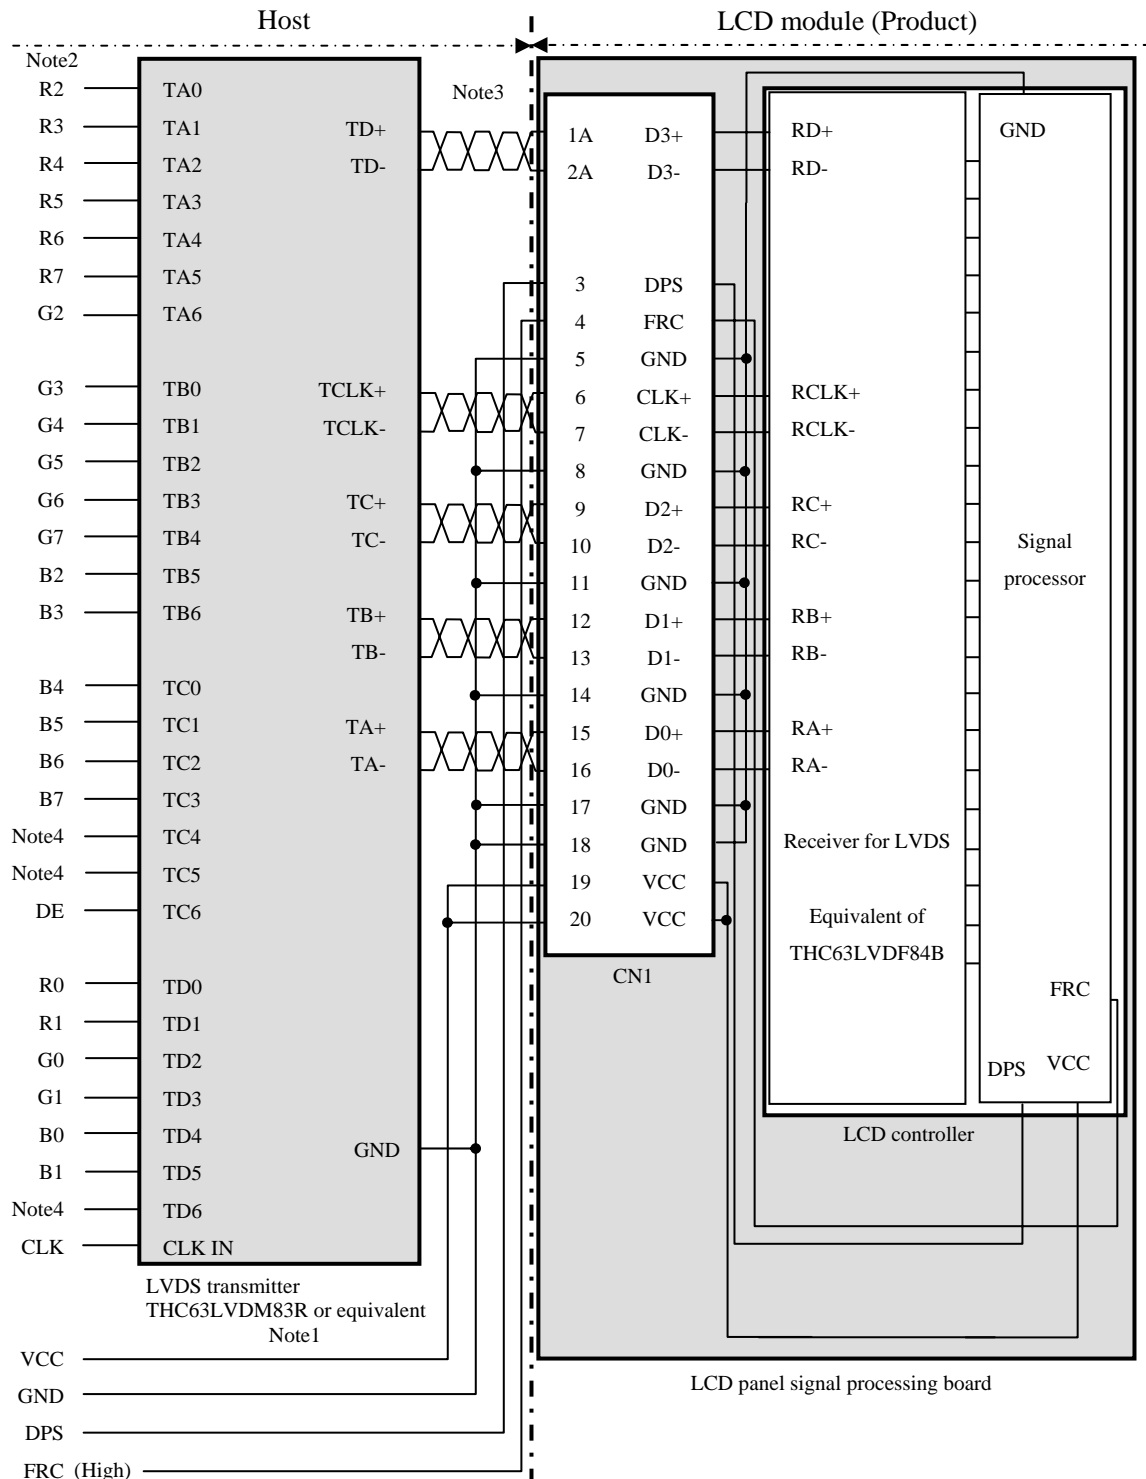 Host
LCD module (Product)
Note2
R2
R3
R4
R5
R6
R7
G2
G3
G4
G5
G6
G7
B2
B3
B4
B5
B6
B7
Note4
Note4
DE
R0
R1
G0
G1
B0
B1
Note4
CLK
TA0
TA1
TA2
TA3
TA4
TA5
TA6
TB0
TB1
TB2
TB3
TB4
TB5
TB6
TC0
TC1
TC2
TC3
TC4
TC5
TC6
TD0
TD1
TD2
TD3
TD4
TD5
TD6
CLK IN
TD+
TD-
TCLK+
TCLK-
TC+
TC-
TB+
TB-
TA+
TA-
GND
LVDS transmitter
THC63LVDM83R or equivalent
Note1
VCC
GND
DPS
FRC (High)
Note3
1A D3+
2A D3-
3 DPS
4 FRC
5 GND
6 CLK+
7 CLK-
8 GND
9 D2+
10 D2-
11 GND
12 D1+
13 D1-
14 GND
15 D0+
16 D0-
17 GND
18 GND
19 VCC
20 VCC
CN1
RD+
RD-
RCLK+
RCLK-
RC+
RC-
RB+
RB-
RA+
RA-
Receiver for LVDS
Equivalent of
THC63LVDF84B
GND
Signal
processor
FRC
DPS VCC
LCD controller
LCD panel signal processing board